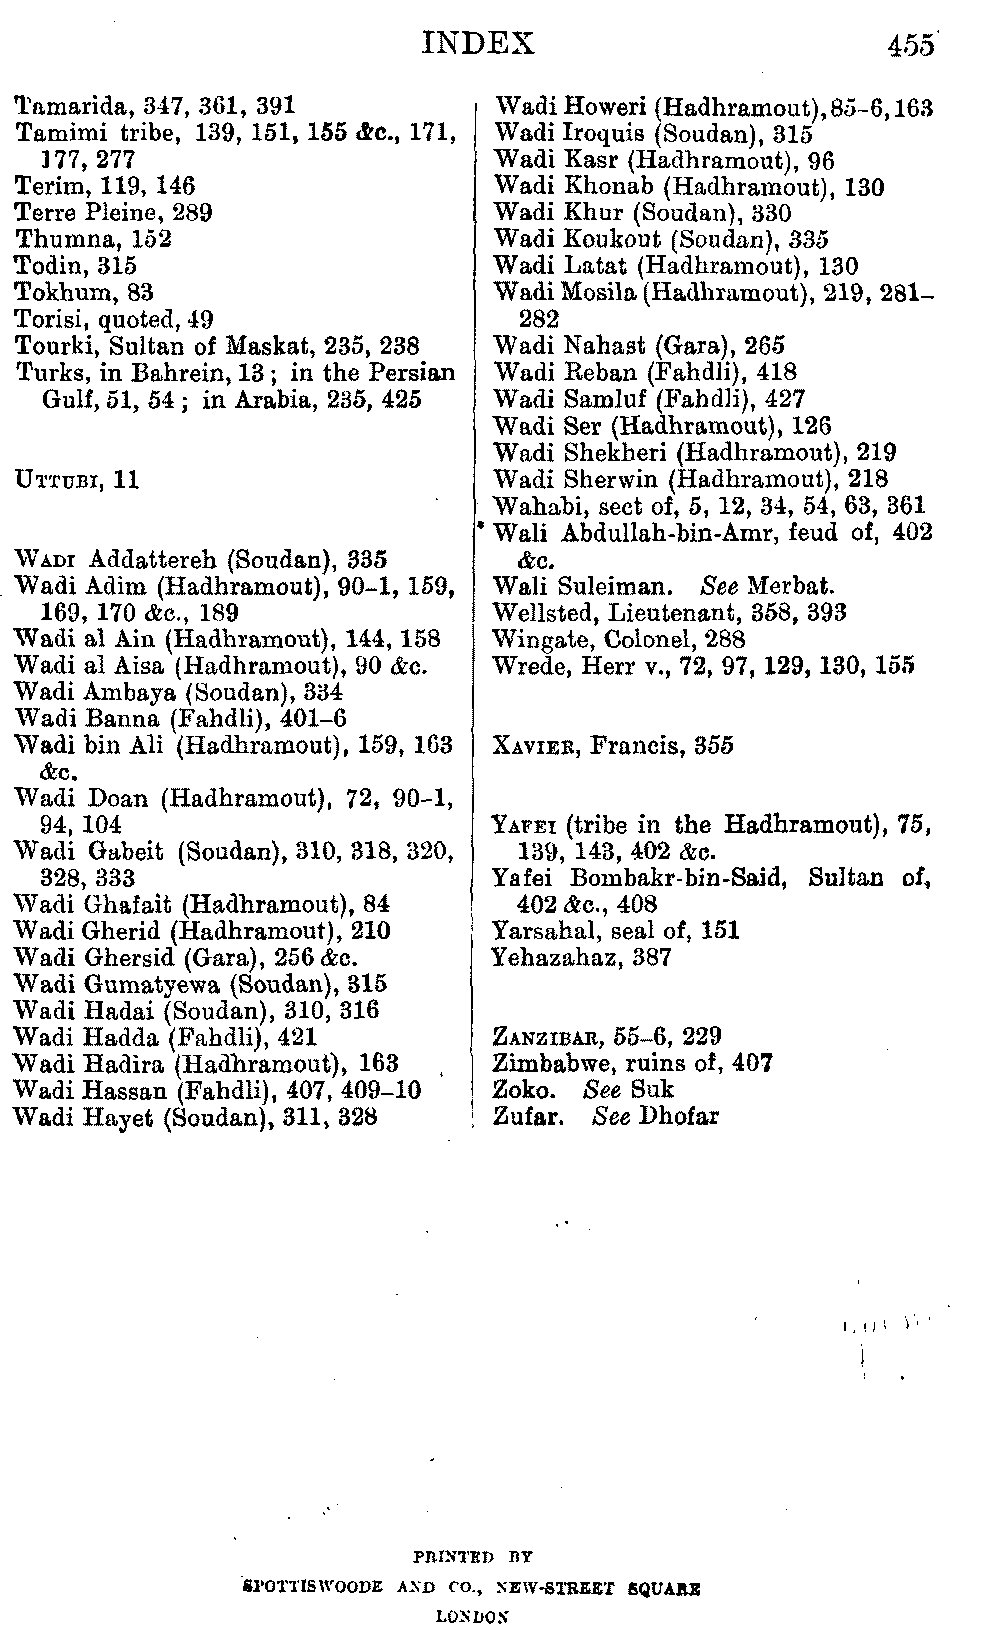 INDEX 455
Tamarida, 347, 361, 391
Tamimi tribe, 139, 151, 155 &c., 171,
177, 277
Terim, 119, 146
Terre Pleine, 289
Thumna, 152
Todin, 315
Tokhum, 83
Torisi, quoted, 49
Tourki, Sultan of Maskat, 235, 238
Turks, in Bahrein, 13; in the Persian
Gulf, 51, 54; in Arabia, 235, 425
UTTUBI, 11
WADI Addattereh (Soudan), 335
Wadi Adim (Hadhramout), 90–1, 159,
169, 170 &c., 189
Wadi al Ain (Hadhramout), 144, 158
Wadi al Aisa (Hadhramout), 90 &c.
Wadi Ambaya (Soudan), 334
Wadi Banna (Fahdli), 401–6
Wadi bin Ali (Hadhramout), 159, 163
&c.
Wadi Doan (Hadhramout), 72, 90–1,
94, 104
Wadi Gabeit (Soudan), 310, 318, 320,
328, 333
Wadi Ghafait (Hadhramout), 84
Wadi Gherid (Hadhramout), 210
Wadi Ghersid (Gara), 256 &c.
Wadi Gumatyewa (Soudan), 315
Wadi Hadai (Soudan), 310, 316
Wadi Hadda (Fahdli), 421
Wadi Hadira (Hadhramout), 163
Wadi Hassan (Fahdli), 407, 409–10
Wadi Hayet (Soudan), 311, 328
Wadi Howeri (Hadhramout), 85–6, 163
Wadi Iroquis (Soudan), 315
Wadi Kasr (Hadhramout), 96
Wadi Khonab (Hadhramout), 130
Wadi Khur (Soudan), 330
Wadi Koukout (Soudan), 335
Wadi Latat (Hadhramout), 130
Wadi Mosila (Hadhramout), 219, 281–
282
Wadi Nahast (Gara), 265
Wadi Reban (Fahdli), 418
Wadi Samluf (Fahdli), 427
Wadi Ser (Hadhramout), 126
Wadi Shekheri (Hadhramout), 219
Wadi Sherwin (Hadhramout), 218
Wahabi, sect of, 5, 12, 34, 54, 63, 361
Wali Abdullah-bin-Amr, feud of, 402
&c.
Wali Suleiman. See Merbat.
Wellsted, Lieutenant, 358, 393
Wingate, Colonel, 288
Wrede, Herr v., 72, 97, 129, 130, 155
XAVIER, Francis, 355
YAFEI (tribe in the Hadhramout), 75,
139, 143, 402 &c.
Yafei Bombakr-bin-Said, Sultan of,
402 &c., 408
Yarsahal, seal of, 151
Yehazahaz, 387
ZANZIBAR, 55–6, 229
Zimbabwe, ruins of, 407
Zoko. See Suk
Zufar. See Dhofar
PRINTED BY
SPOTTISWOODE AND CO., NEW-STREET SQUARE
LONDON